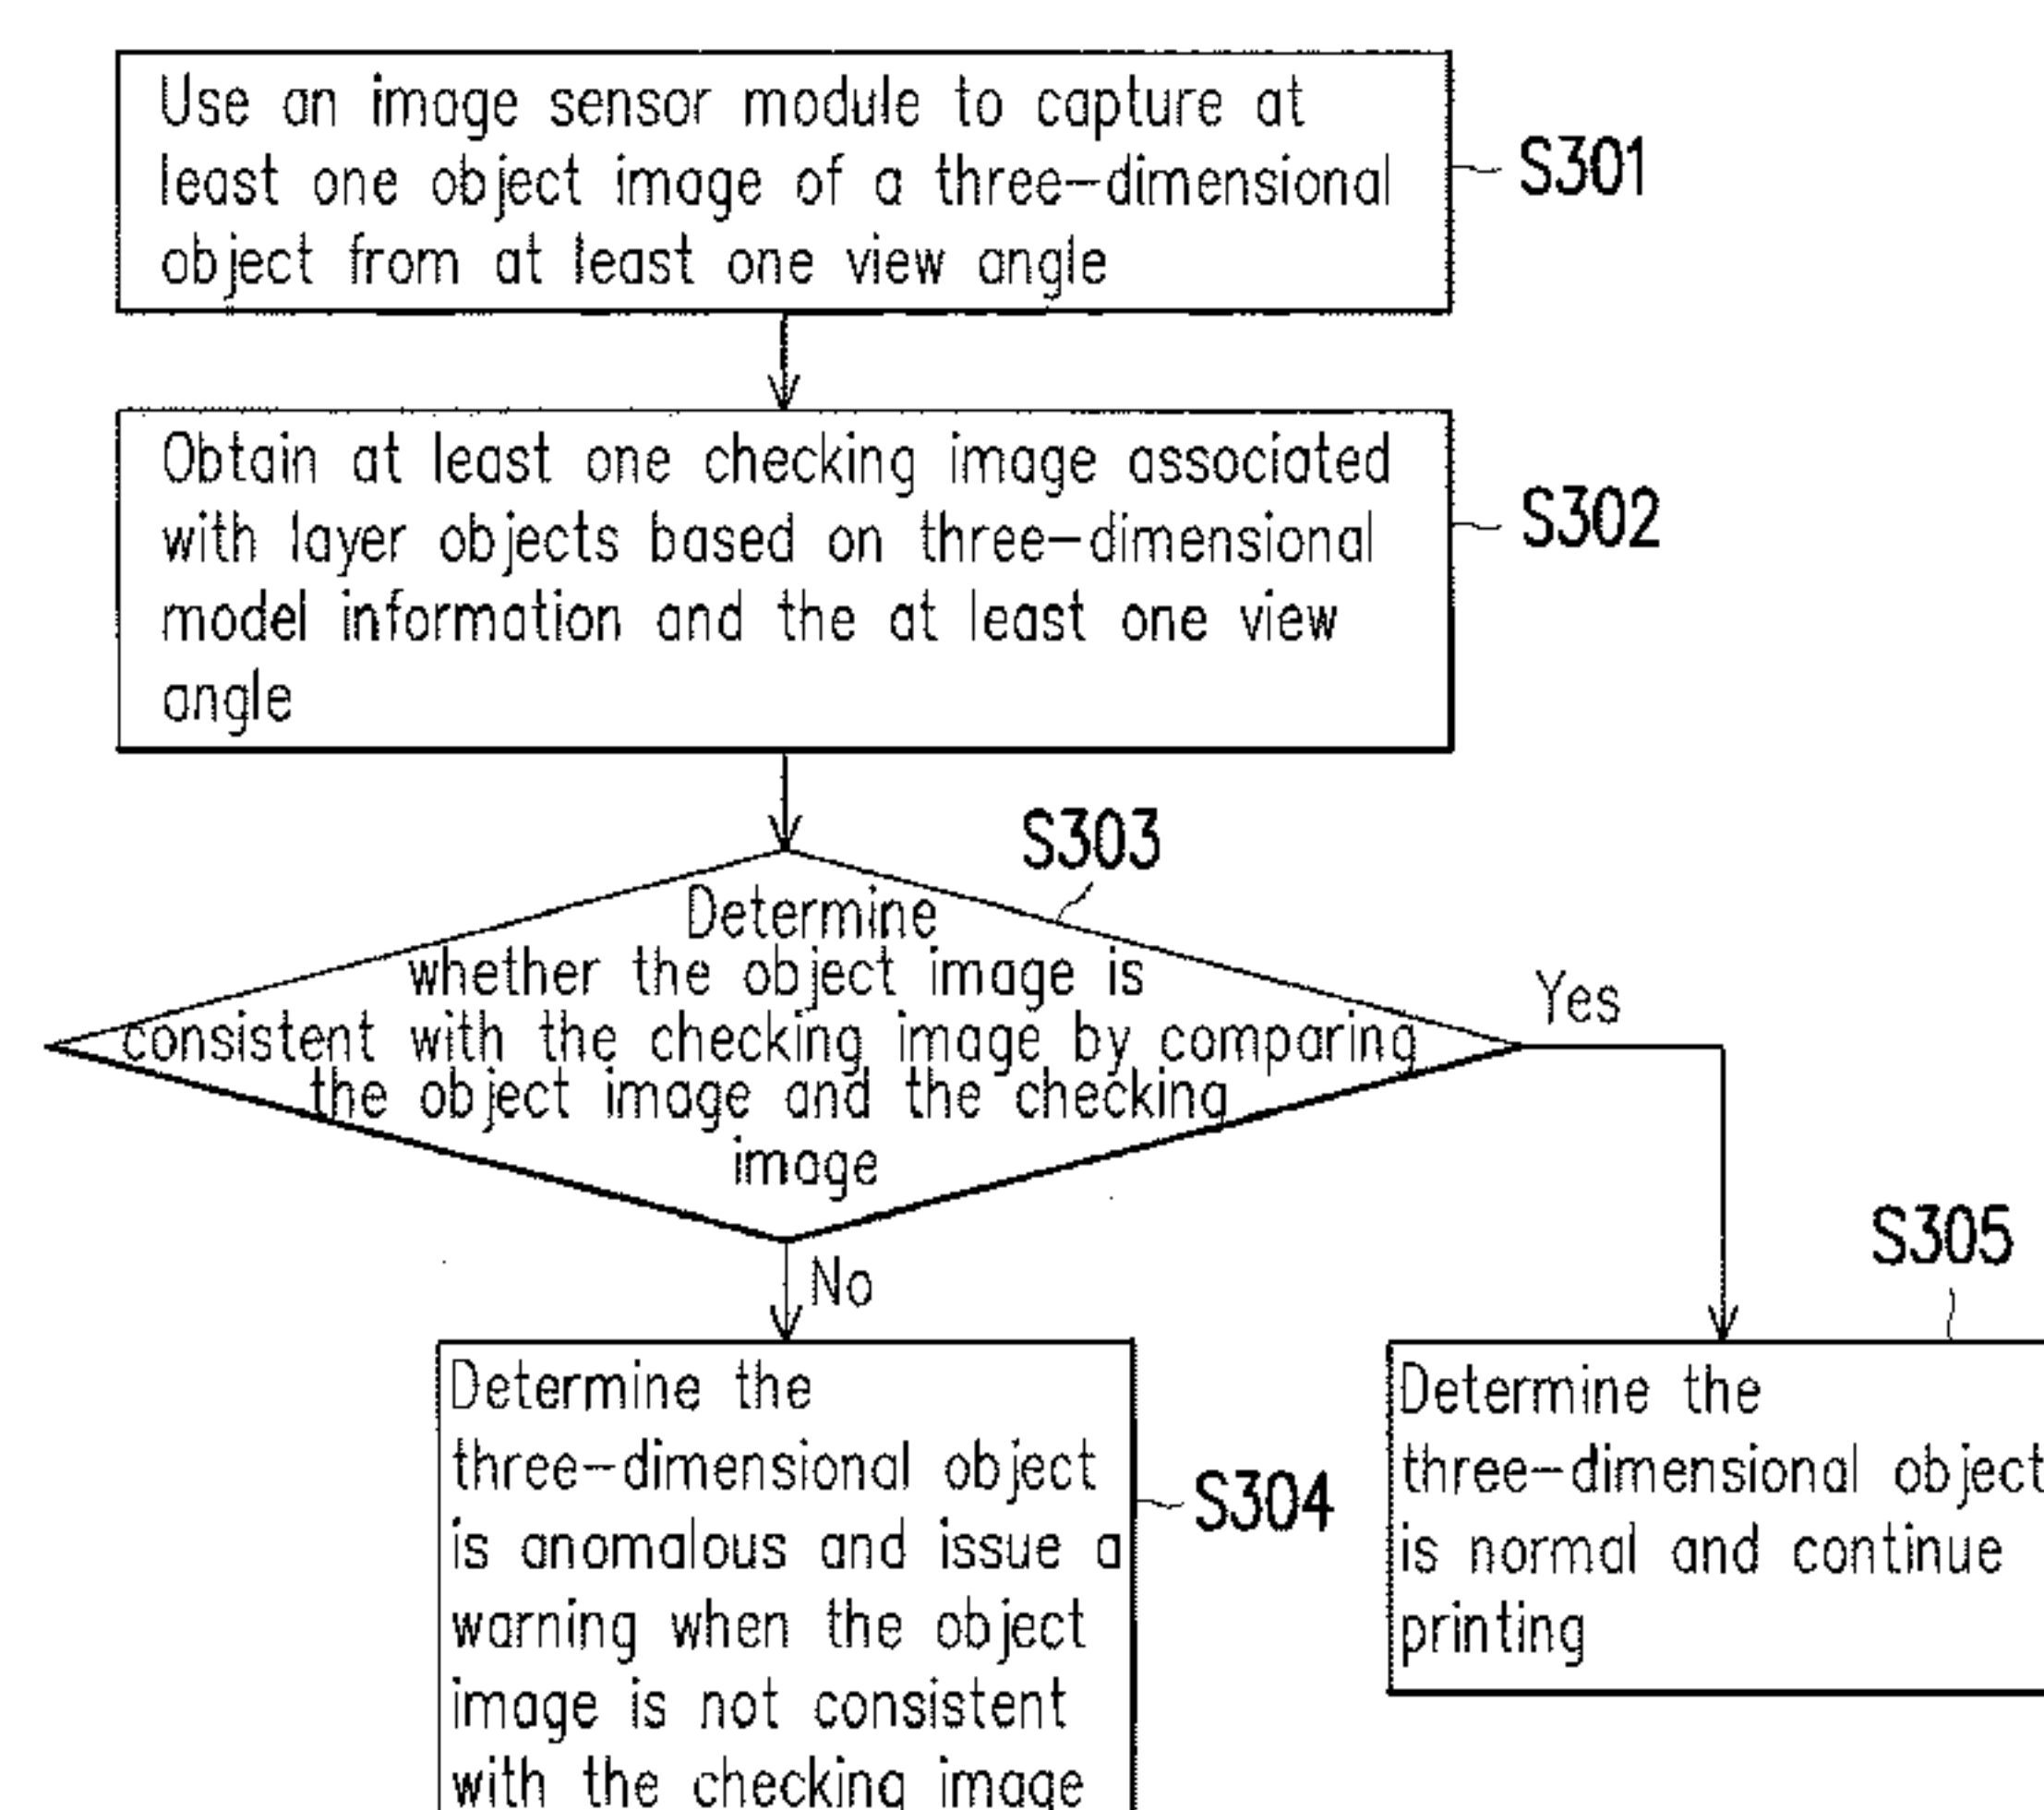 Use an image sensor module to capture at
least one object image of a three-dimensional
object from at least one view angle
S301
Obtain at least one checking image associated
with layer objects based on three-dimensional
model information and the at least one view
angle
S302
S303
Determine
whether the object image is
consistent with the checking image by comparing
the object image and the checking
image
Yes
No
Determine the
three-dimensional object
is anomalous and issue a
warning when the object
image is not consistent
with the checking image
S304
S305
Determine the
three-dimensional object
is normal and continue
printing